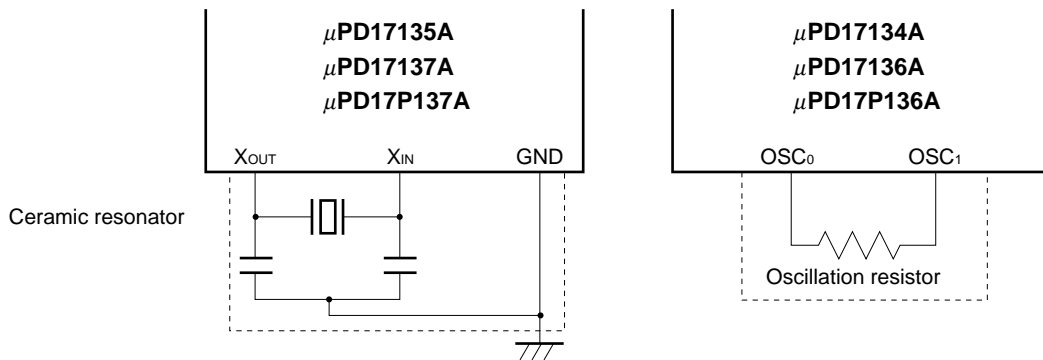 μPD17135A
μPD17137A
μPD17P137A
XOUT XIN GND
Ceramic resonator
μPD17134A
μPD17136A
μPD17P136A
OSC0 OSC1
Oscillation resistor